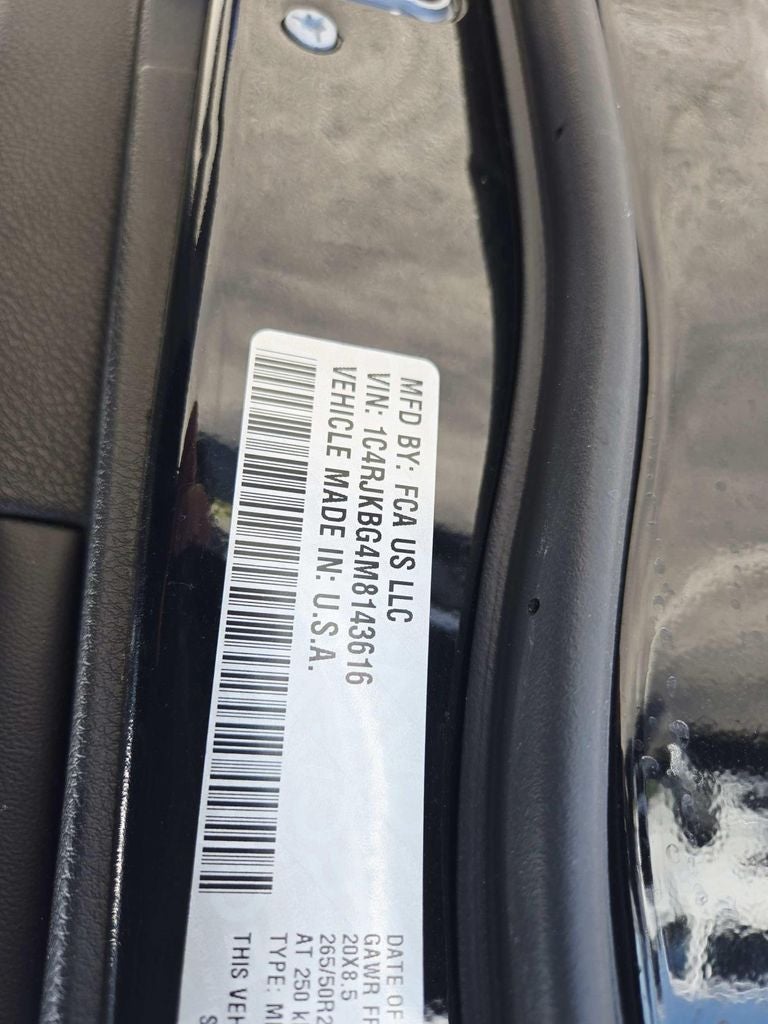 MFD BY: FCA US LLC
VIN: 1C4RJKBG4M8143616
VEHICLE MADE IN: U.S.A.
DATE OF
GAWR
20X8.5
265/50R2
AT 250
TYPE:
THIS